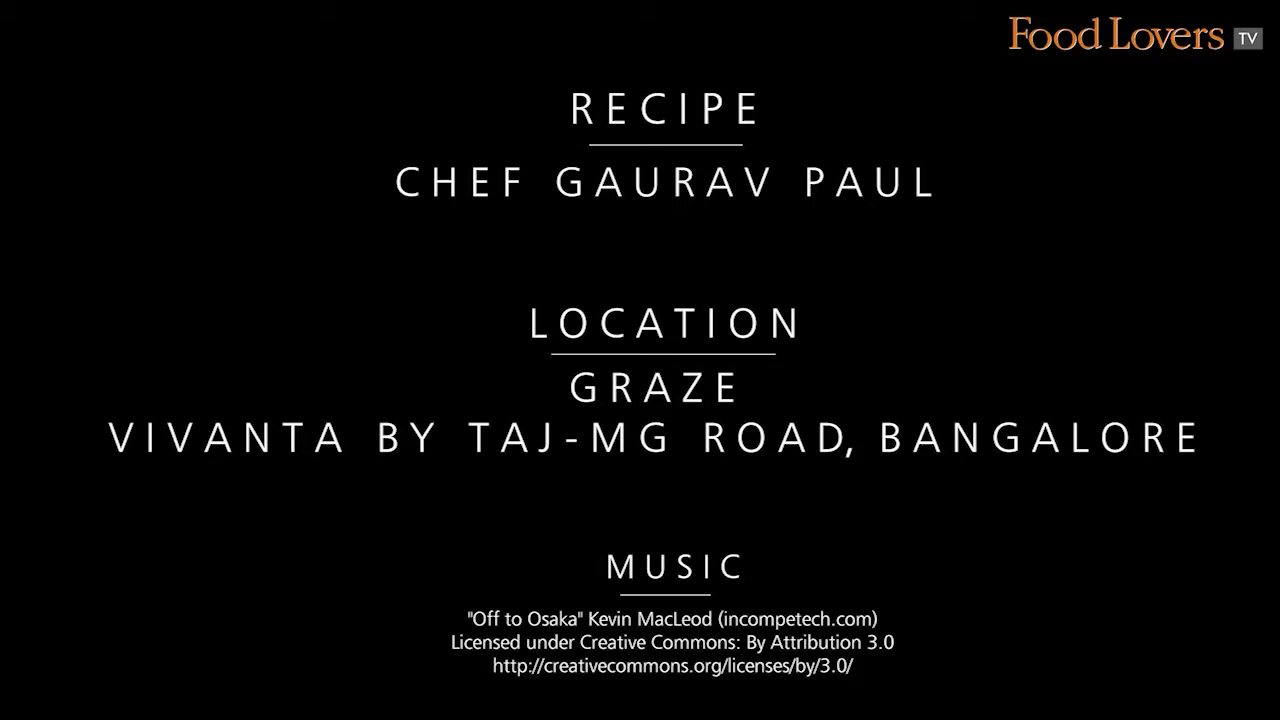 Food Lovers TV
RECIPE
CHEF GAURAV PAUL
LOCATION
GRAZE
VIVANTA BY TAJ-MG ROAD, BANGALORE
MUSIC
"Off to Osaka" Kevin MacLeod (incompetech.com)
Licensed under Creative Commons: By Attribution 3.0
http://creativecommons.org/licenses/by/3.0/